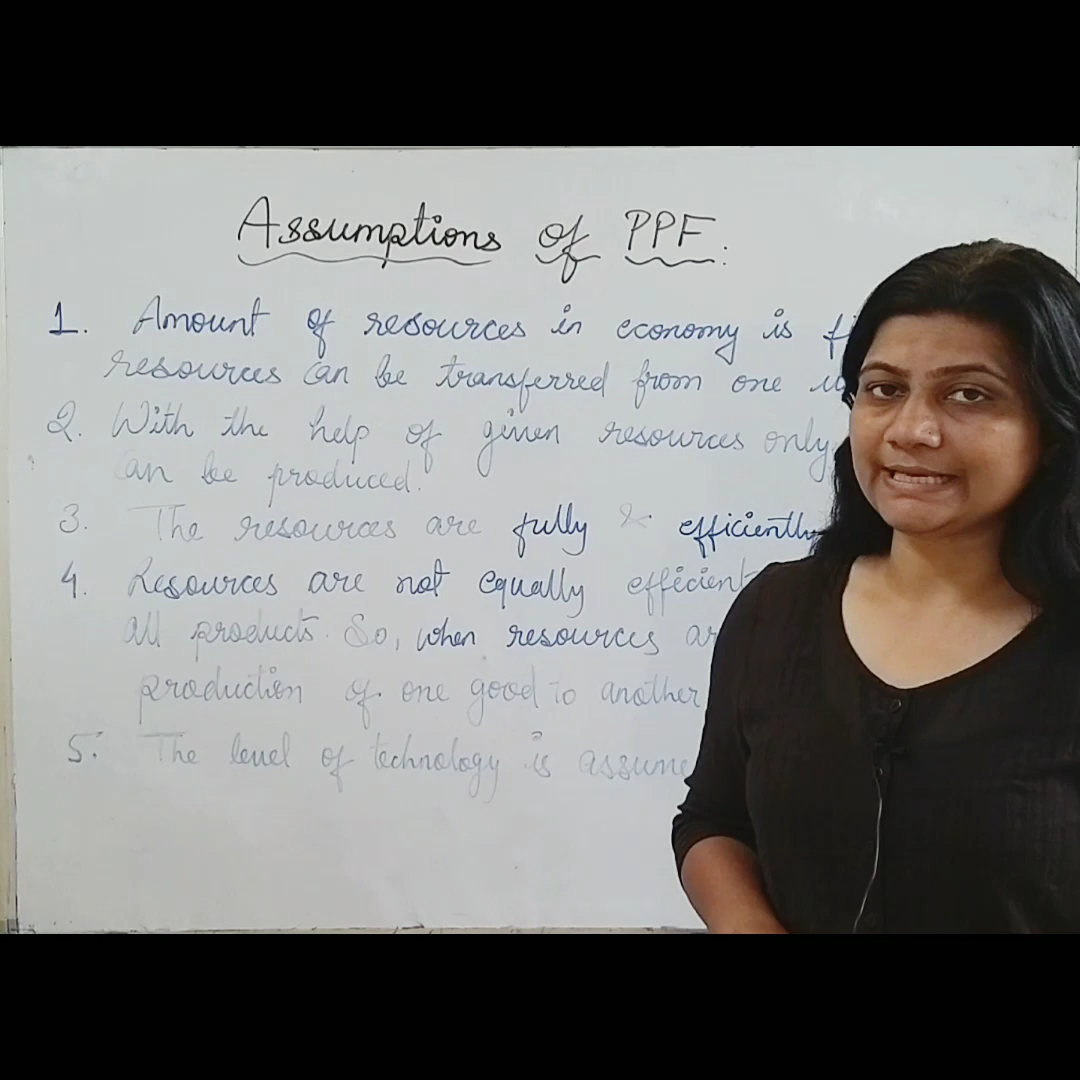 Assumptions of PPF.
1. Amount of resources in economy is
resources can be transferred from one
2. With the help of given resources only
can be produced.
3. The resources are fully & efficiently
4. Resources are not equally efficient
all products. So, when resources
production of one good to another
5. The level of technology is